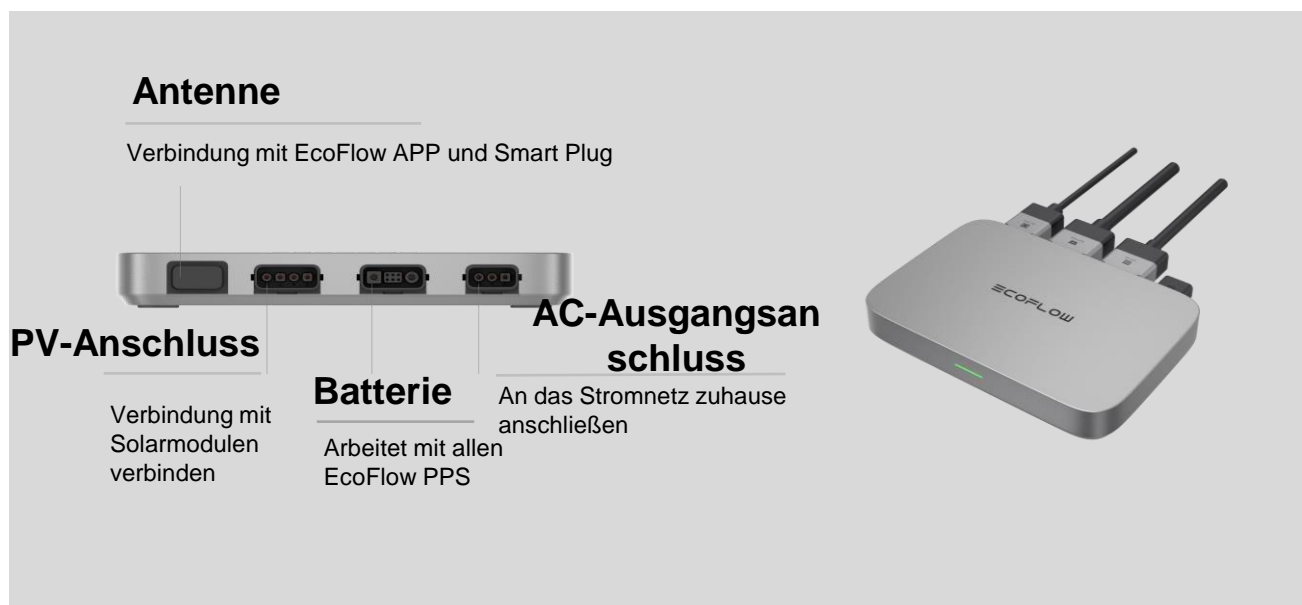 Antenne
Verbindung mit EcoFlow APP und Smart Plug
PV-Anschluss
Verbindung mit
Solarmodulen
verbinden
Batterie
Arbeitet mit allen
EcoFlow PPS
AC-Ausgangsan
schluss
An das Stromnetz zuhause
anschließen
ECOFLOW